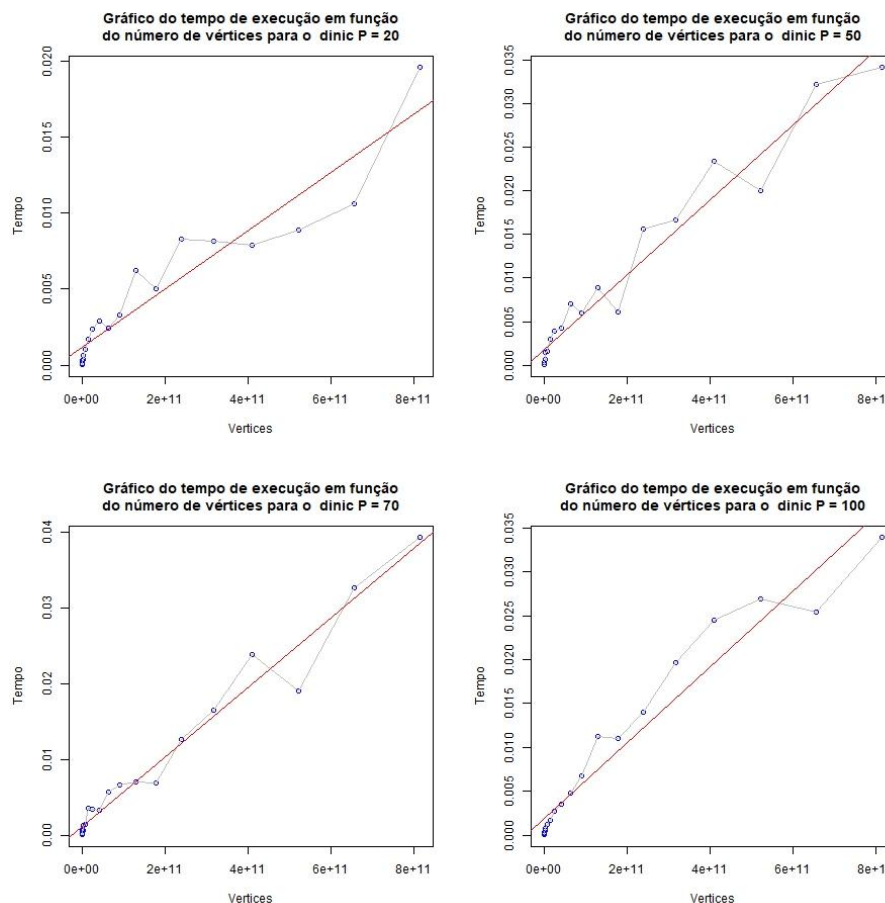 Gráfico do tempo de execução em função
do número de vértices para o dinic P = 20
Tempo
0.020
0.015
0.010
0.005
0.000
0e+00 2e+11 4e+11 6e+11 8e+11
Vertices
Gráfico do tempo de execução em função
do número de vértices para o dinic P = 50
Tempo
0.035
0.030
0.025
0.020
0.015
0.010
0.005
0.000
0e+00 2e+11 4e+11 6e+11 8e+1
Vertices
Gráfico do tempo de execução em função
do número de vértices para o dinic P = 70
Tempo
0.04
0.03
0.02
0.01
0.00
0e+00 2e+11 4e+11 6e+11 8e+11
Vertices
Gráfico do tempo de execução em função
do número de vértices para o dinic P = 100
Tempo
0.035
0.030
0.025
0.020
0.015
0.010
0.005
0.000
0e+00 2e+11 4e+11 6e+11 8e+1
Vertices